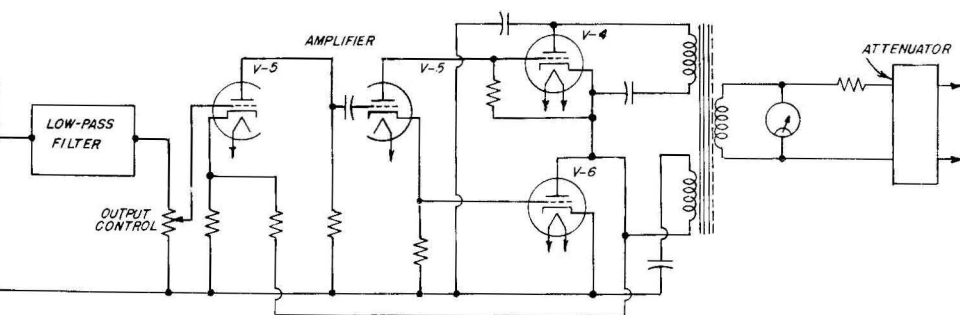 AMPLIFIER
V-4
V-5
V-5
ATTENUATOR
LOW-PASS
FILTER
V-6
OUTPUT
CONTROL